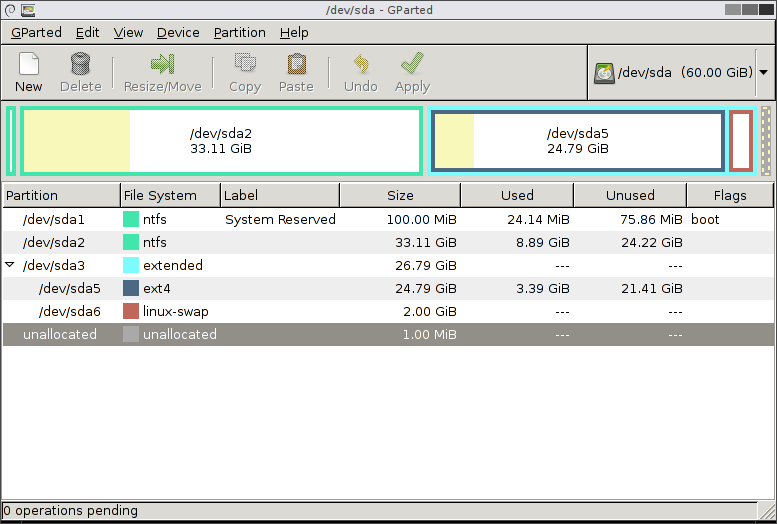 /dev/sda - GParted
GParted Edit View Device Partition Help
New Delete Resize/Move Copy Paste Undo Apply /dev/sda (60.00 GiB)
/dev/sda2 /dev/sda5
33.11 GiB 24.79 GiB
Partition File System Label Size Used Unused Flags
/dev/sda1 ntfs System Reserved 100.00 MiB 24.14 MiB 75.86 MiB boot
/dev/sda2 ntfs 33.11 GiB 8.89 GiB 24.22 GiB
/dev/sda3 extended 26.79 GiB --- ---
/dev/sda5 ext4 24.79 GiB 3.39 GiB 21.41 GiB
/dev/sda6 linux-swap 2.00 GiB --- ---
unallocated unallocated 1.00 MiB --- ---
0 operations pending